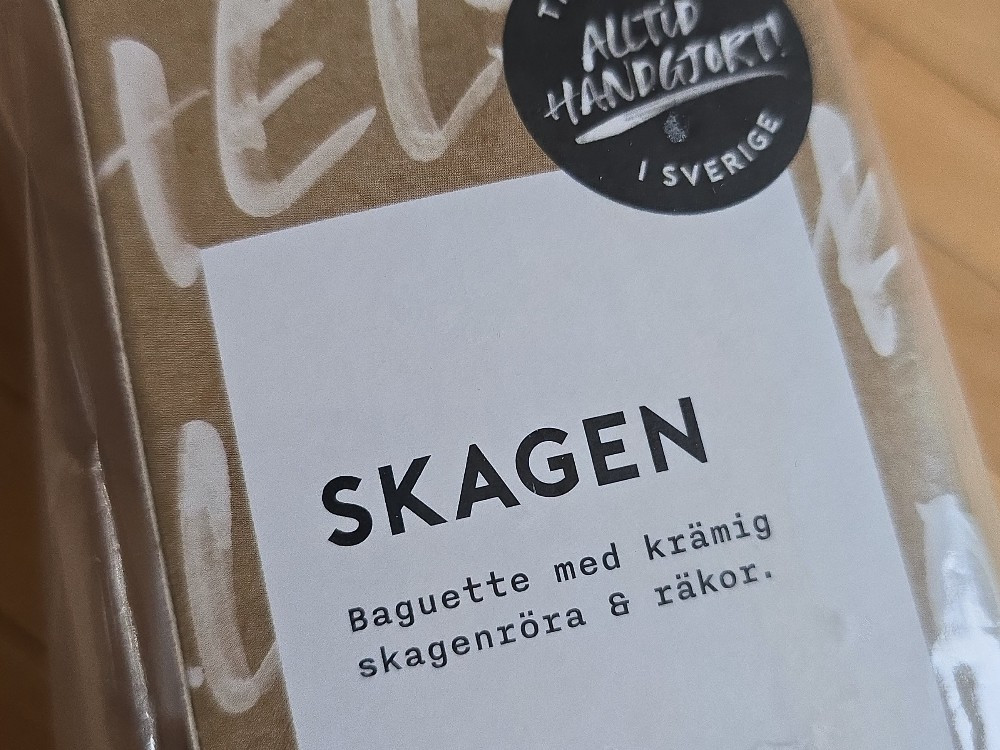 ALLTID
HANDGJORT!
I SVERIGE
SKAGEN
Baguette med krämig
skagenröra & räkor.